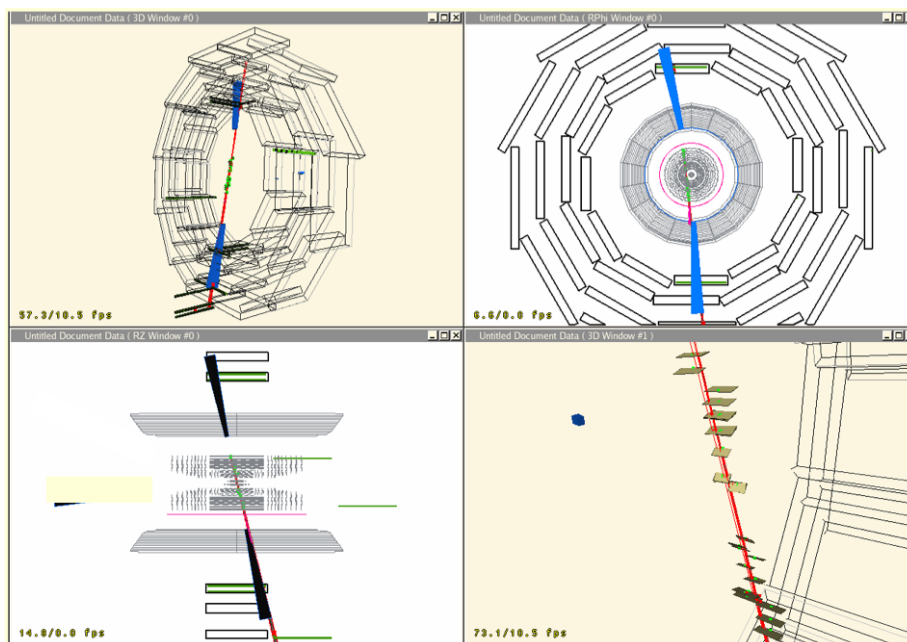 Untitled Document Data ( 3D Window #0 )
Untitled Document Data ( RPhi Window #0)
57.3/10.5 fps
6.6/0.0 fps
Untitled Document Data ( RZ Window #0 )
Untitled Document Data ( 3D Window #1 )
14.8/0.0 fps
73.1/10.5 fps